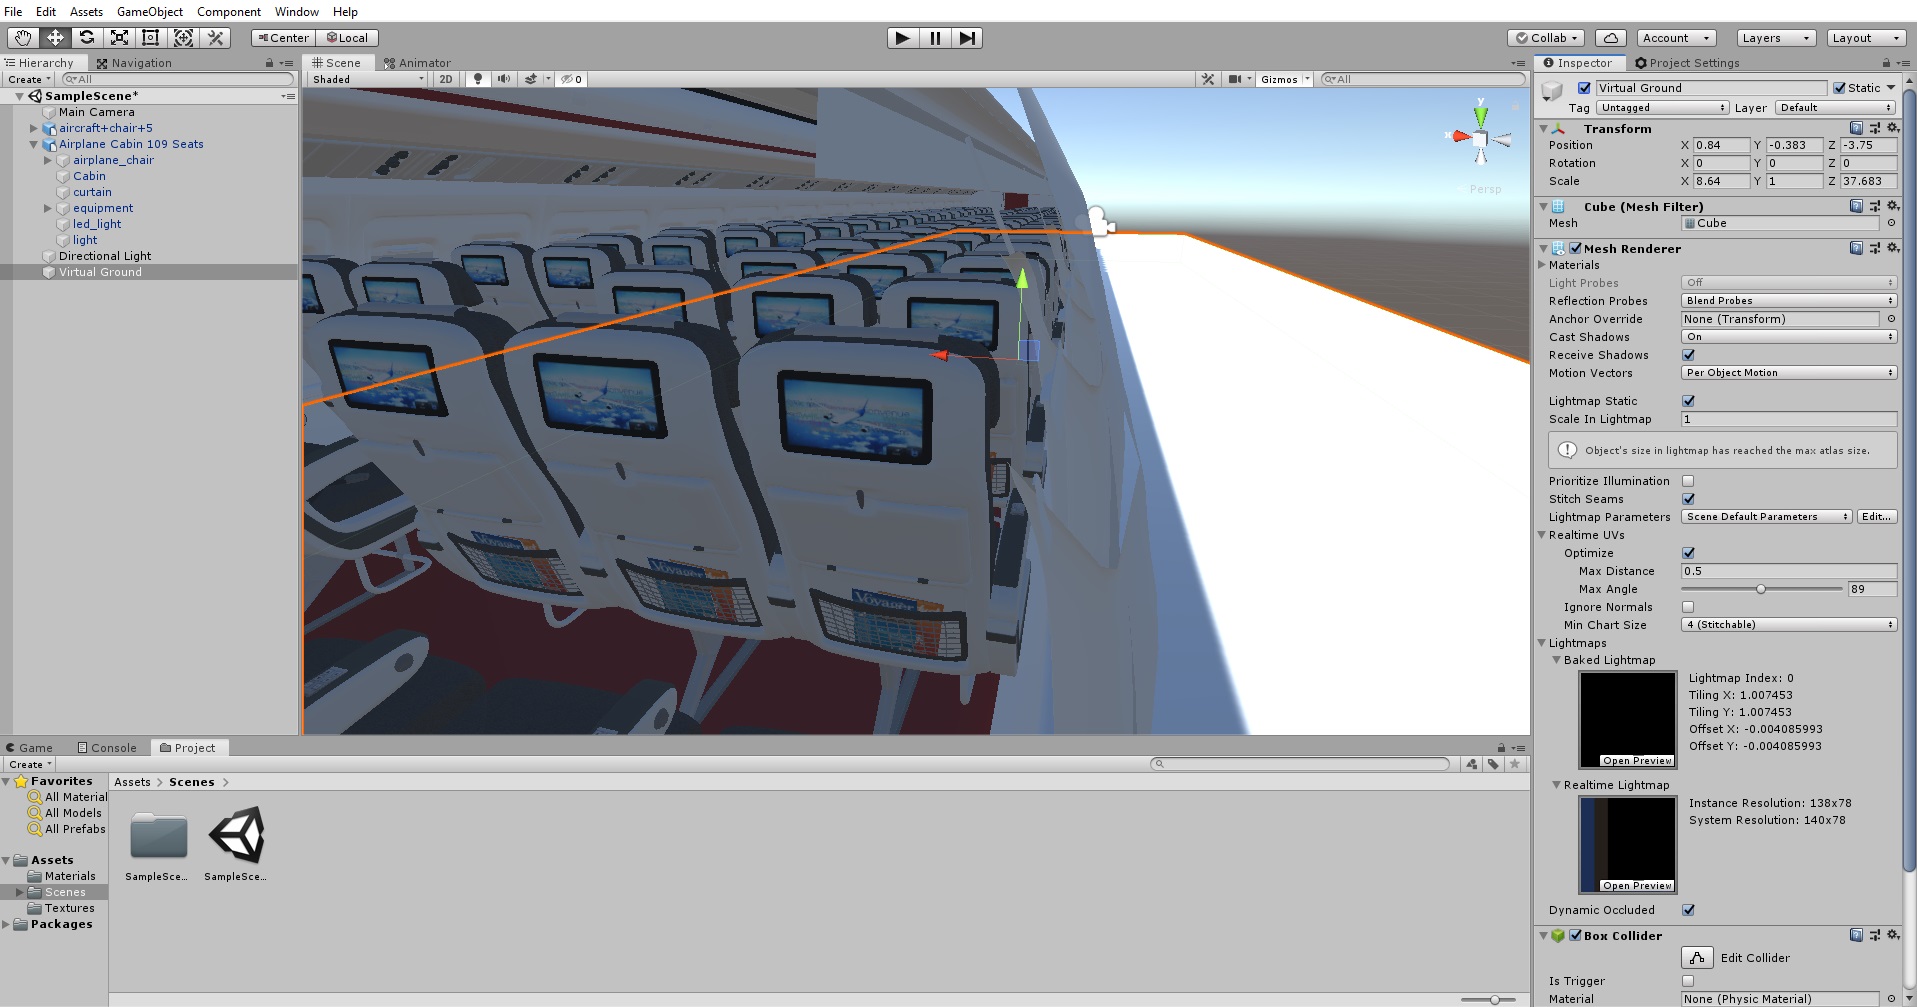 File Edit Assets GameObject Component Window Help
Center Local
Collab Account Layers Layout
Hierarchy Navigation
Create All
SampleScene*
Main Camera
aircraft+chair+5
Airplane Cabin 109 Seats
airplane_chair
Cabin
curtain
equipment
led_light
light
Directional Light
Virtual Ground
Scene Animator
Shaded 2D 0 Gizmos All
y
x
Persp
Voyager
Voyager
Voyager
Game Console Project
Create
Favorites
All Material
All Models
All Prefabs
Assets
Materials
Scenes
Textures
Packages
Assets > Scenes >
SampleSce...
SampleSce...
Inspector Project Settings
Virtual Ground Static
Tag Untagged Layer Default
Transform
Position X 0.84 Y -0.383 Z -3.75
Rotation X 0 Y 0 Z 0
Scale X 8.64 Y 1 Z 37.683
Cube (Mesh Filter)
Mesh Cube
Mesh Renderer
Materials
Light Probes Off
Reflection Probes Blend Probes
Anchor Override None (Transform)
Cast Shadows On
Receive Shadows
Motion Vectors Per Object Motion
Lightmap Static
Scale In Lightmap 1
Object's size in lightmap has reached the max atlas size.
Prioritize Illumination
Stitch Seams
Lightmap Parameters Scene Default Parameters Edit...
Realtime UVs
Optimize
Max Distance 0.5
Max Angle 89
Ignore Normals
Min Chart Size 4 (Stitchable)
Lightmaps
Baked Lightmap
Lightmap Index: 0
Tiling X: 1.007453
Tiling Y: 1.007453
Offset X: -0.004085993
Offset Y: -0.004085993
Open Preview
Realtime Lightmap
Instance Resolution: 138x78
System Resolution: 140x78
Open Preview
Dynamic Occluded
Box Collider
Edit Collider
Is Trigger
Material None (Physic Material)